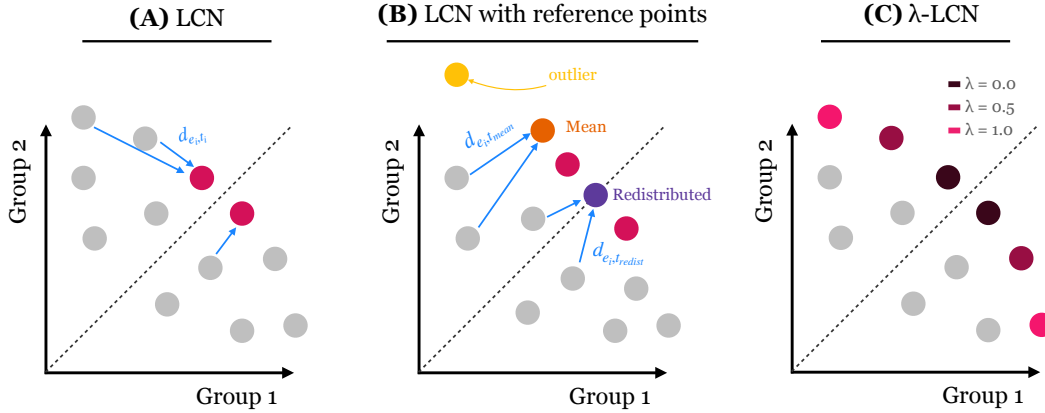 (A) LCN
d_{e_i,t_i}
Group 2
Group 1
(B) LCN with reference points
outlier
Mean
d_{e_i,t_{mean}}
Redistributed
d_{e_i,t_{redist}}
Group 2
Group 1
(C) λ-LCN
λ = 0.0
λ = 0.5
λ = 1.0
Group 2
Group 1